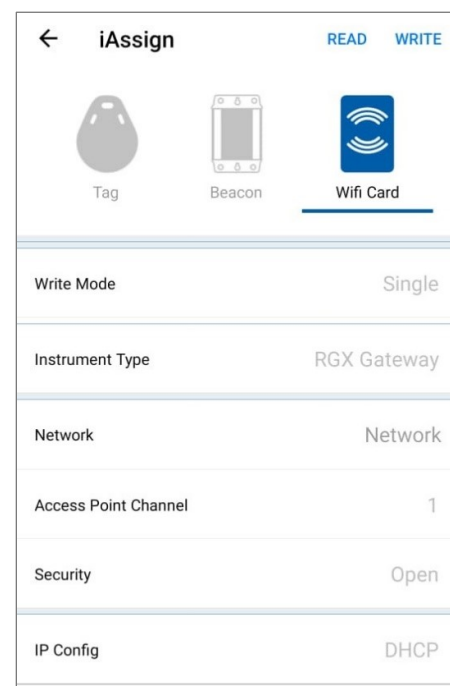 iAssign READ WRITE
Tag Beacon Wifi Card
Write Mode Single
Instrument Type RGX Gateway
Network Network
Access Point Channel 1
Security Open
IP Config DHCP